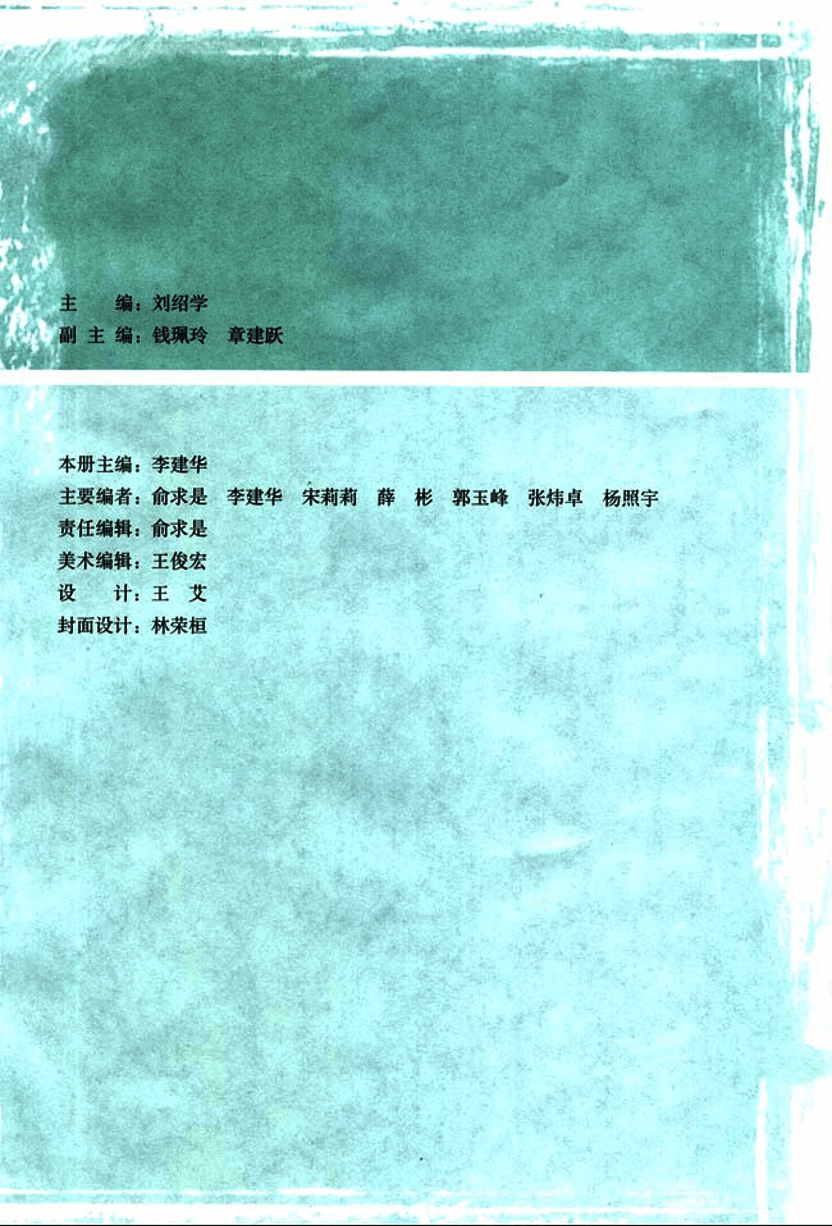 主　　编：刘绍学
副 主 编：钱珮玲　章建跃
本册主编：李建华
主要编者：俞求是　李建华　宋莉莉　薛　彬　郭玉峰　张炜卓　杨照宇
责任编辑：俞求是
美术编辑：王俊宏
设　　计：王　艾
封面设计：林荣桓